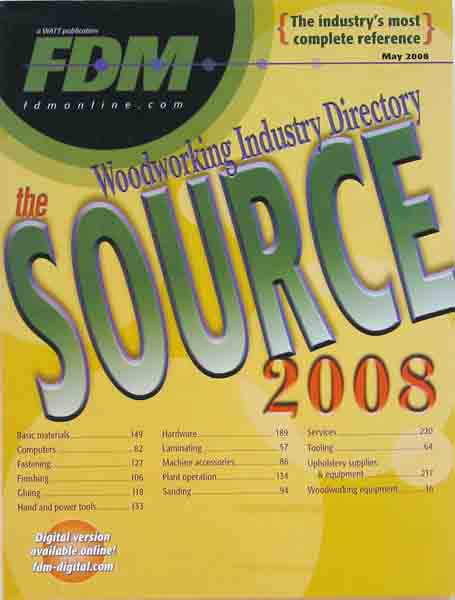 a WATT publication
FDM
fdmonline.com
{The industry's most
complete reference}
May 2008
Woodworking Industry Directory
the
SOURCE
2008
Basic materials 149
Computers 82
Fastening 127
Finishing 106
Gluing 118
Hand and power tools 133
Hardware 189
Laminating 57
Machine accessories 86
Plant operation 134
Sanding 94
Services 220
Tooling 64
Upholstery supplies
& equipment 217
Woodworking equipment 16
Digital version
available online!
fdm-digital.com